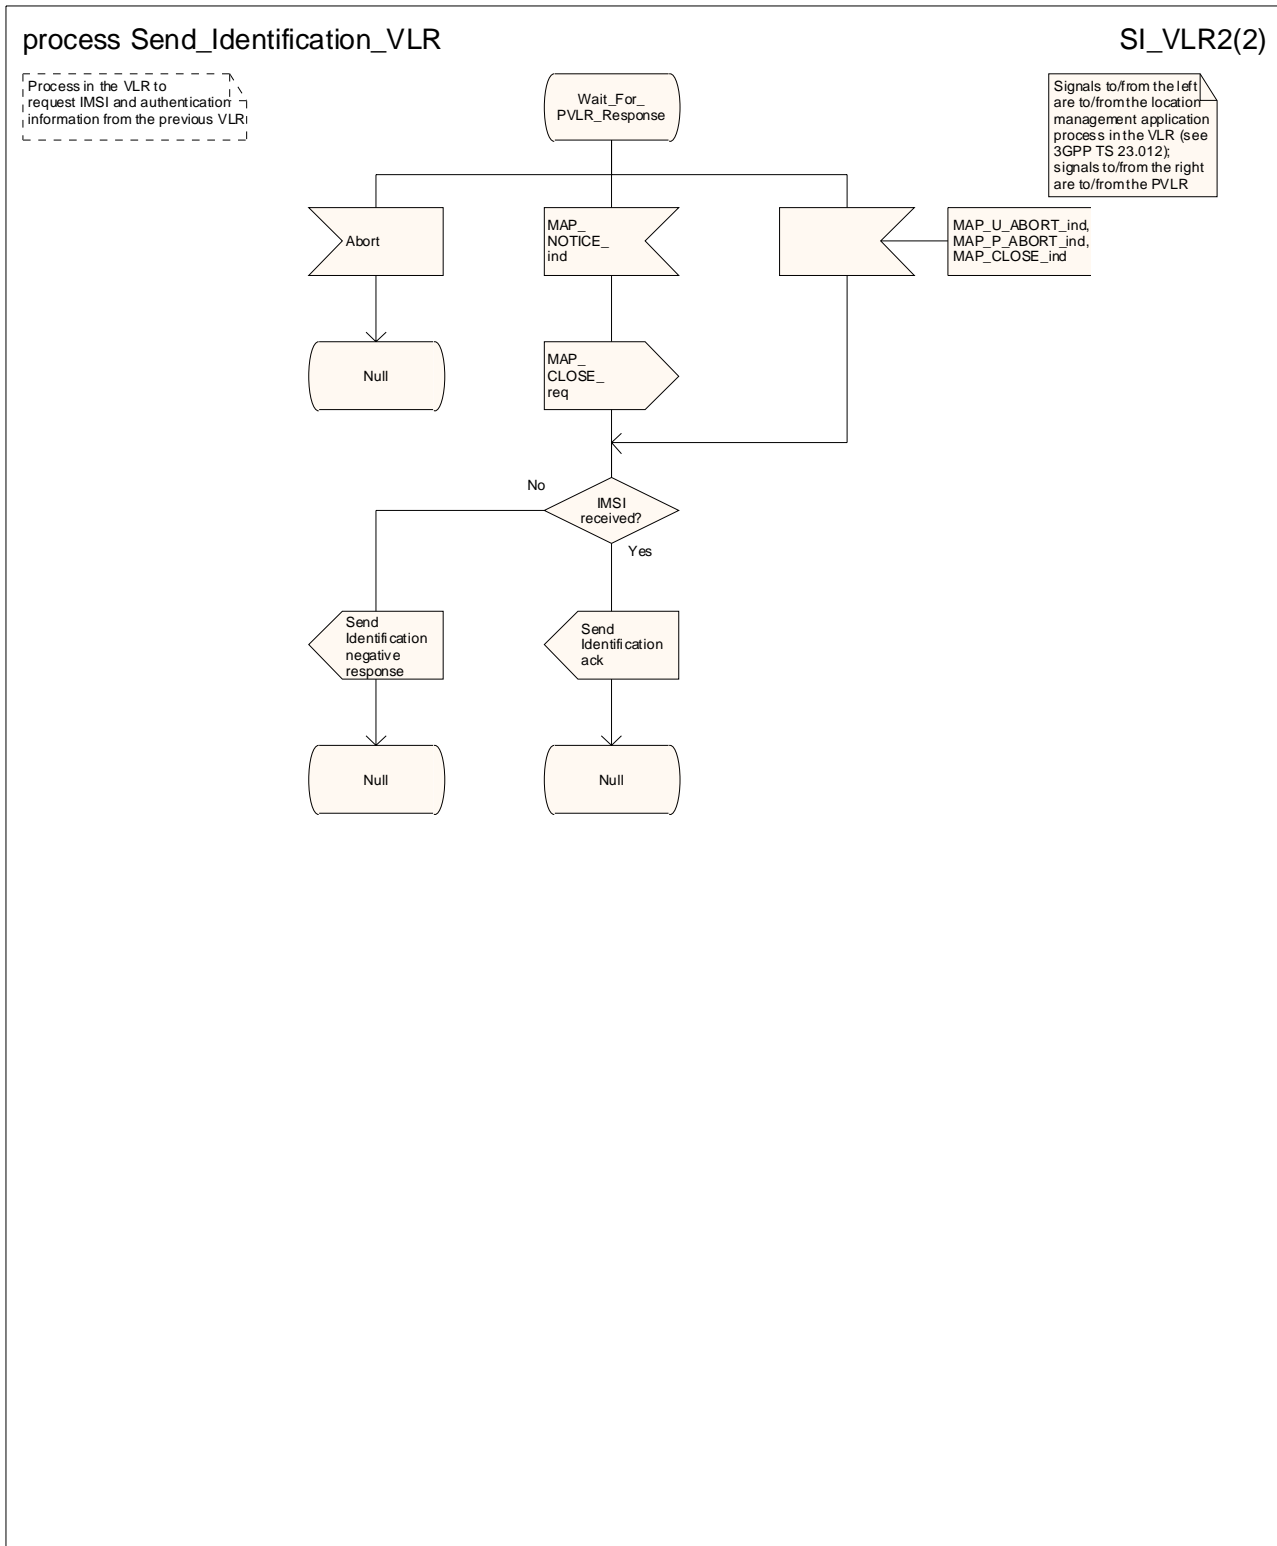 process Send_Identification_VLR
SI_VLR2(2)
Process in the VLR to
request IMSI and authentication
information from the previous VLR
Wait_For_
PVLR_Response
Signals to/from the left
are to/from the location
management application
process in the VLR (see
3GPP TS 23.012);
signals to/from the right
are to/from the PVLR
Abort
MAP_
NOTICE_
ind
MAP_U_ABORT_ind,
MAP_P_ABORT_ind,
MAP_CLOSE_ind
Null
MAP_
CLOSE_
req
No
IMSI
received?
Yes
Send
Identification
negative
response
Send
Identification
ack
Null
Null